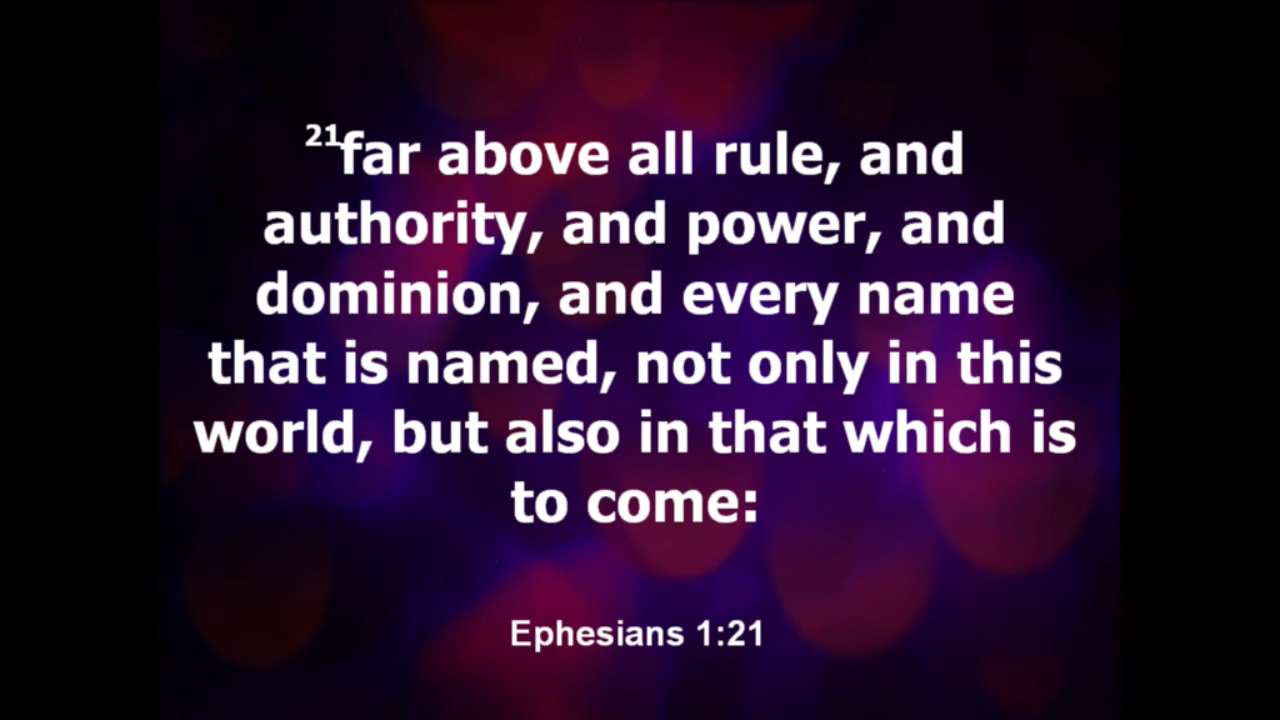 21far above all rule, and
authority, and power, and
dominion, and every name
that is named, not only in this
world, but also in that which is
to come:
Ephesians 1:21